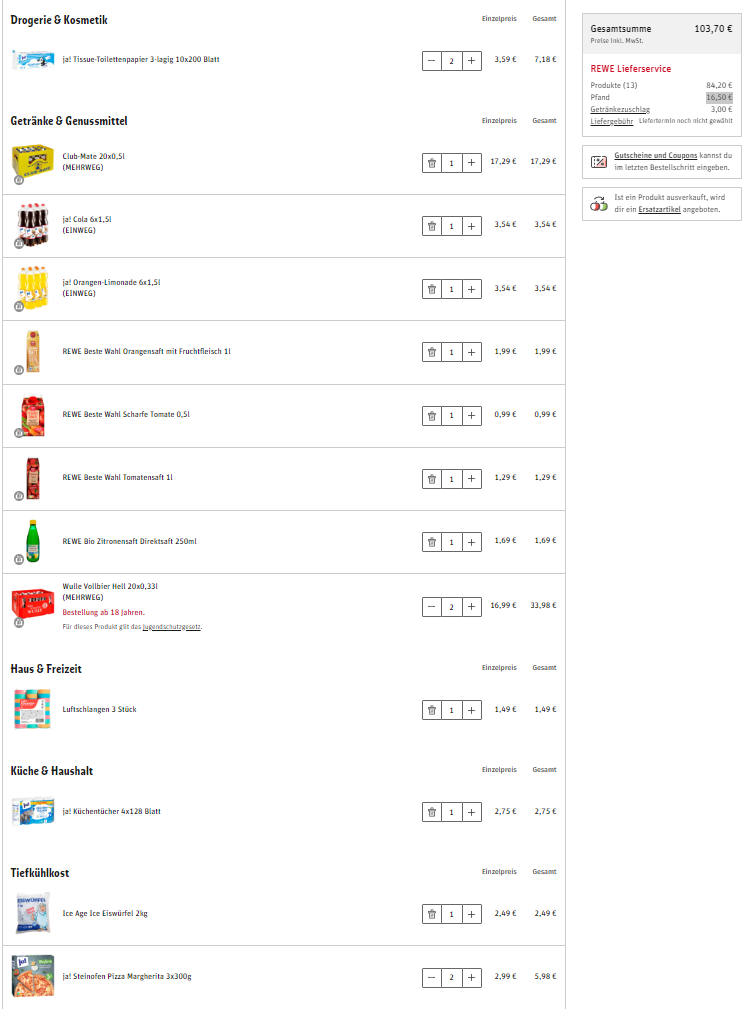 Drogerie & Kosmetik
Einzelpreis Gesamt
ja! Tissue-Toilettenpapier 3-lagig 10x200 Blatt
2 3,59 € 7,18 €
Getränke & Genussmittel
Einzelpreis Gesamt
Club-Mate 20x0,5l
(MEHRWEG)
1 17,29 € 17,29 €
ja! Cola 6x1,5l
(EINWEG)
1 3,54 € 3,54 €
ja! Orangen-Limonade 6x1,5l
(EINWEG)
1 3,54 € 3,54 €
REWE Beste Wahl Orangensaft mit Fruchtfleisch 1l
1 1,99 € 1,99 €
REWE Beste Wahl Scharfe Tomate 0,5l
1 0,99 € 0,99 €
REWE Beste Wahl Tomatensaft 1l
1 1,29 € 1,29 €
REWE Bio Zitronensaft Direktsaft 250ml
1 1,69 € 1,69 €
Wulle Vollbier Hell 20x0,33l
(MEHRWEG)
Bestellung ab 18 Jahren.
Für dieses Produkt gilt das Jugendschutzgesetz.
2 16,99 € 33,98 €
Haus & Freizeit
Einzelpreis Gesamt
Luftschlangen 3 Stück
1 1,49 € 1,49 €
Küche & Haushalt
Einzelpreis Gesamt
ja! Küchentücher 4x128 Blatt
1 2,75 € 2,75 €
Tiefkühlkost
Einzelpreis Gesamt
Ice Age Ice Eiswürfel 2kg
1 2,49 € 2,49 €
ja! Steinofen Pizza Margherita 3x300g
2 2,99 € 5,98 €
Gesamtsumme 103,70 €
Preise inkl. MwSt.
REWE Lieferservice
Produkte (13) 84,20 €
Pfand 16,50 €
Getränkezuschlag 3,00 €
Liefergebühr Liefertermin noch nicht gewählt
Gutscheine und Coupons kannst du
im letzten Bestellschritt eingeben.
Ist ein Produkt ausverkauft, wird
dir ein Ersatzartikel angeboten.